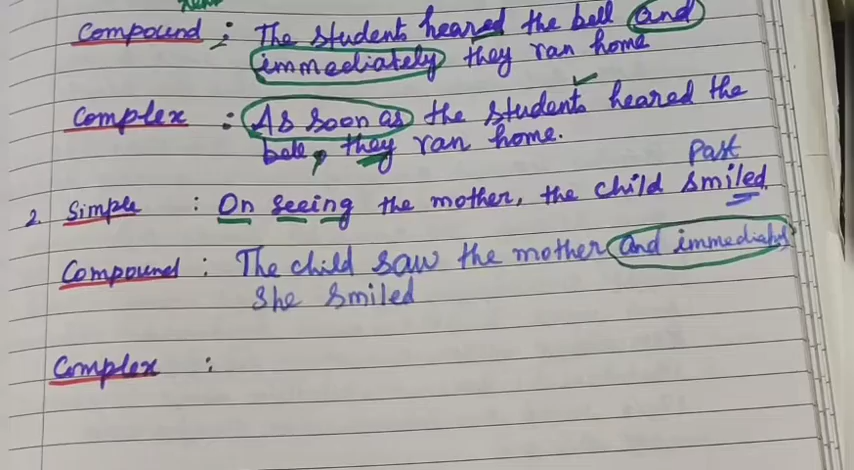 Compound : The Student heared the bell and
immediately they ran home
Complex : As soon as the student heared the
bell, they ran home.
Past
2. Simple : On seeing the mother, the child smiled.
Compound : The child saw the mother and immediately
she smiled
Complex :